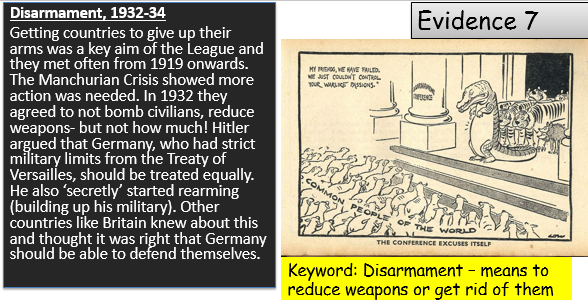 Disarmament, 1932-34
Getting countries to give up their
arms was a key aim of the League and
they met often from 1919 onwards.
The Manchurian Crisis showed more
action was needed. In 1932 they
agreed to not bomb civilians, reduce
weapons- but not how much! Hitler
argued that Germany, who had strict
military limits from the Treaty of
Versailles, should be treated equally.
He also ‘secretly’ started rearming
(building up his military). Other
countries like Britain knew about this
and thought it was right that Germany
should be able to defend themselves.
Evidence 7
MY FRIENDS, WE HAVE FAILED.
WE JUST COULDN'T CONTROL
YOUR WARLIKE PASSIONS."
CONFERENCE
COMMON PEOPLE OF THE WORLD
LOW
THE CONFERENCE EXCUSES ITSELF
Keyword: Disarmament – means to
reduce weapons or get rid of them